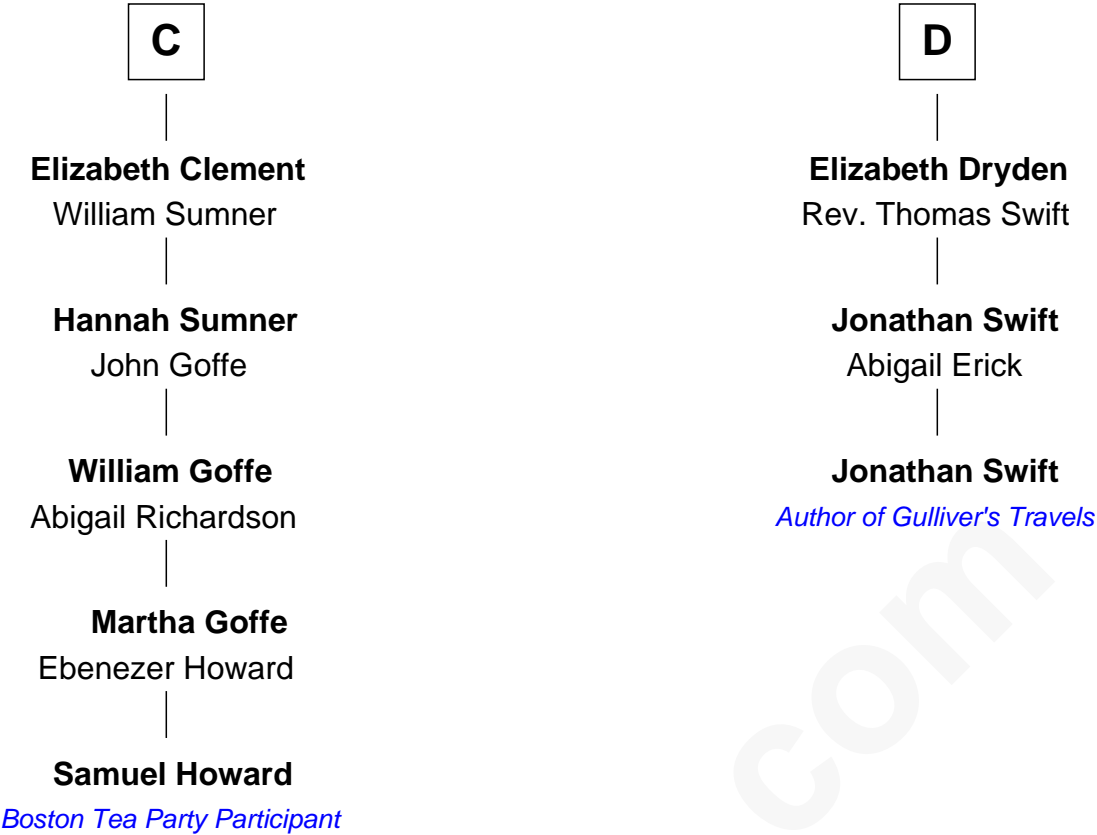 C
Elizabeth Clement
William Sumner
Hannah Sumner
John Goffe
William Goffe
Abigail Richardson
Martha Goffe
Ebenezer Howard
Samuel Howard
Boston Tea Party Participant
D
Elizabeth Dryden
Rev. Thomas Swift
Jonathan Swift
Abigail Erick
Jonathan Swift
Author of Gulliver's Travels
com